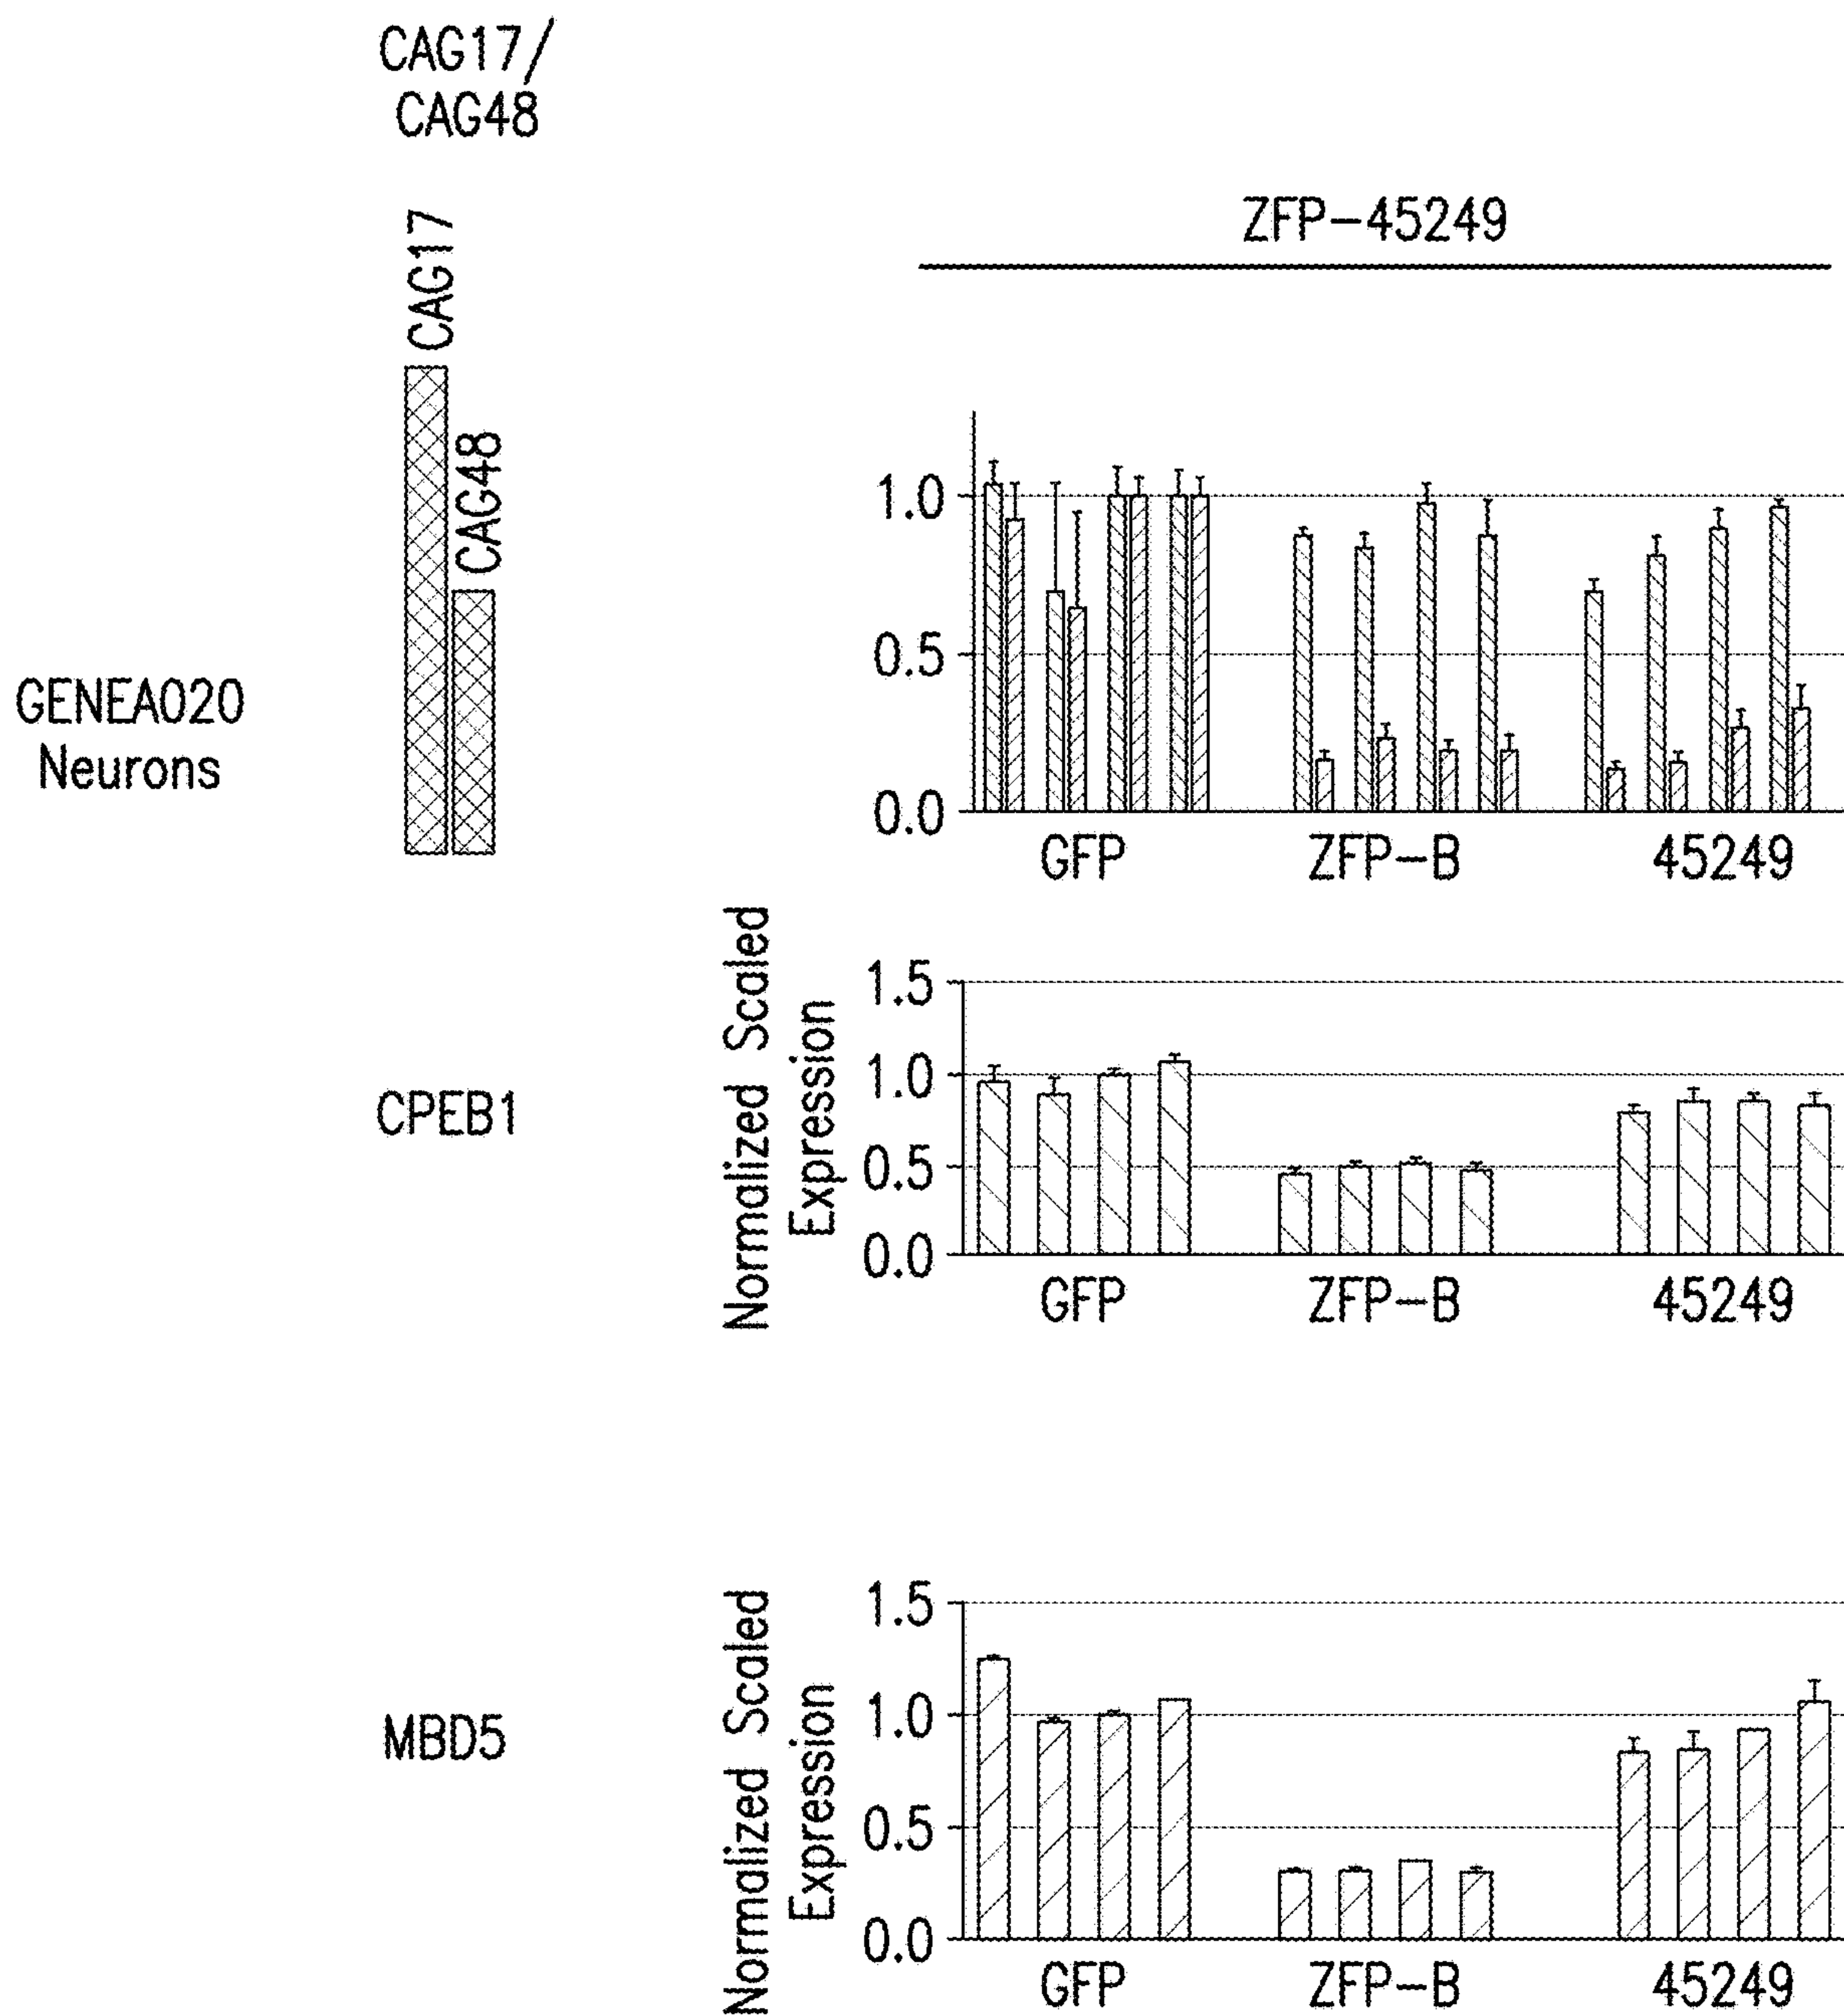 CAG17/
CAG48
CAG17
CAG48
GENEA020
Neurons
ZFP-45249
1.0
0.5
0.0
GFP
ZFP-B
45249
CPEB1
Normalized Scaled
Expression
1.5
1.0
0.5
0.0
GFP
ZFP-B
45249
MBD5
Normalized Scaled
Expression
1.5
1.0
0.5
0.0
GFP
ZFP-B
45249